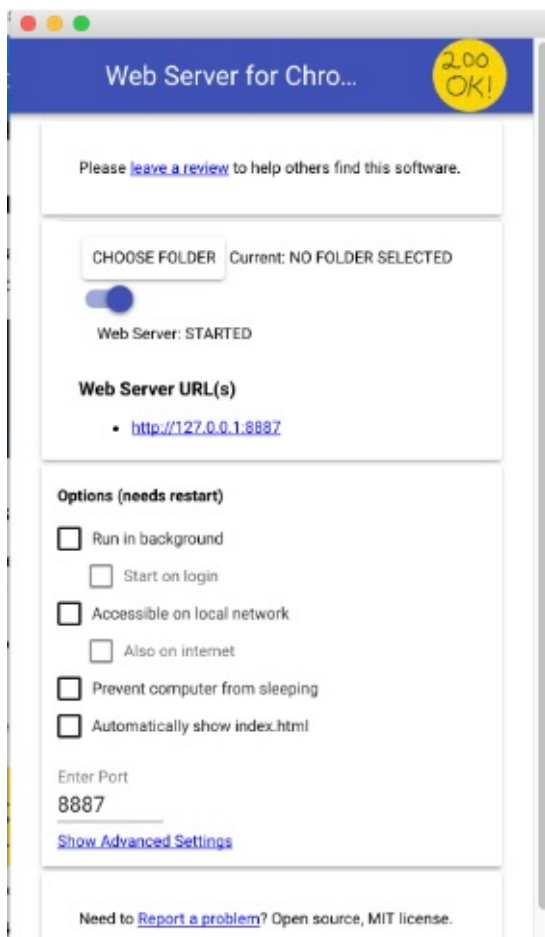 Web Server for Chro...
200
OK!
Please leave a review to help others find this software.
CHOOSE FOLDER Current: NO FOLDER SELECTED
Web Server: STARTED
Web Server URL(s)
• http://127.0.0.1:8887
Options (needs restart)
Run in background
Start on login
Accessible on local network
Also on internet
Prevent computer from sleeping
Automatically show index.html
Enter Port
8887
Show Advanced Settings
Need to Report a problem? Open source, MIT license.